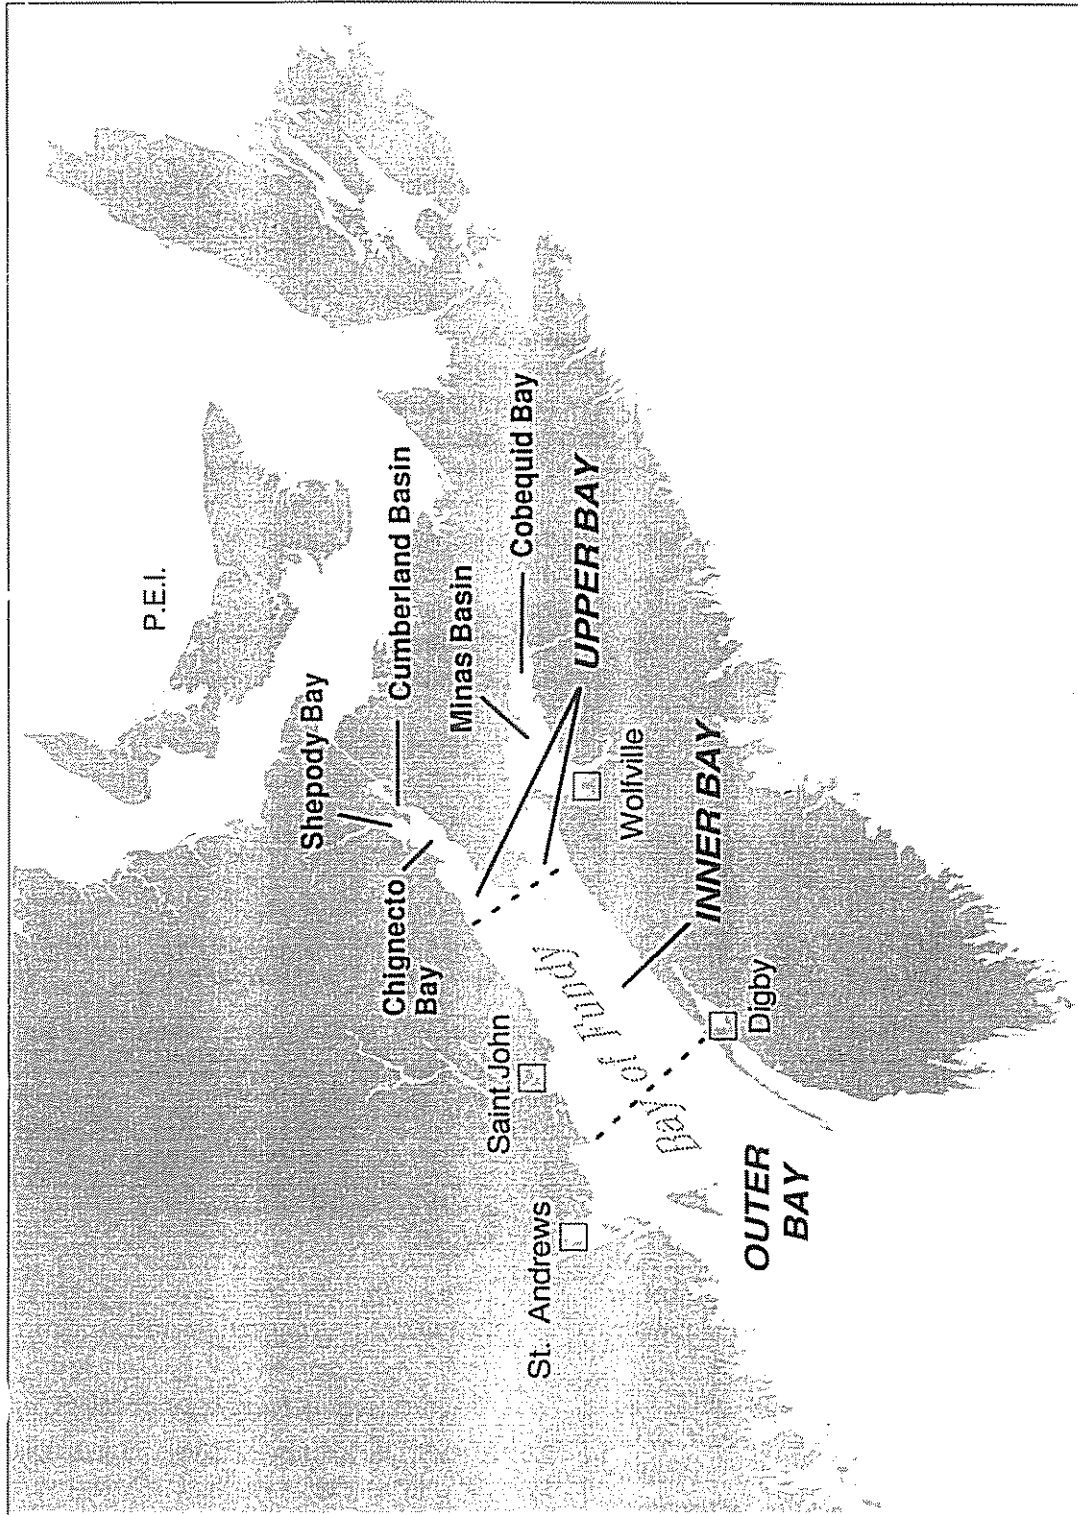 P.E.I.
Shepody Bay
Cumberland Basin
Chignecto
Bay
Minas Basin
Cobequid Bay
UPPER BAY
Saint John
Wolfville
Bay of Fundy
INNER BAY
St. Andrews
Digby
OUTER
BAY